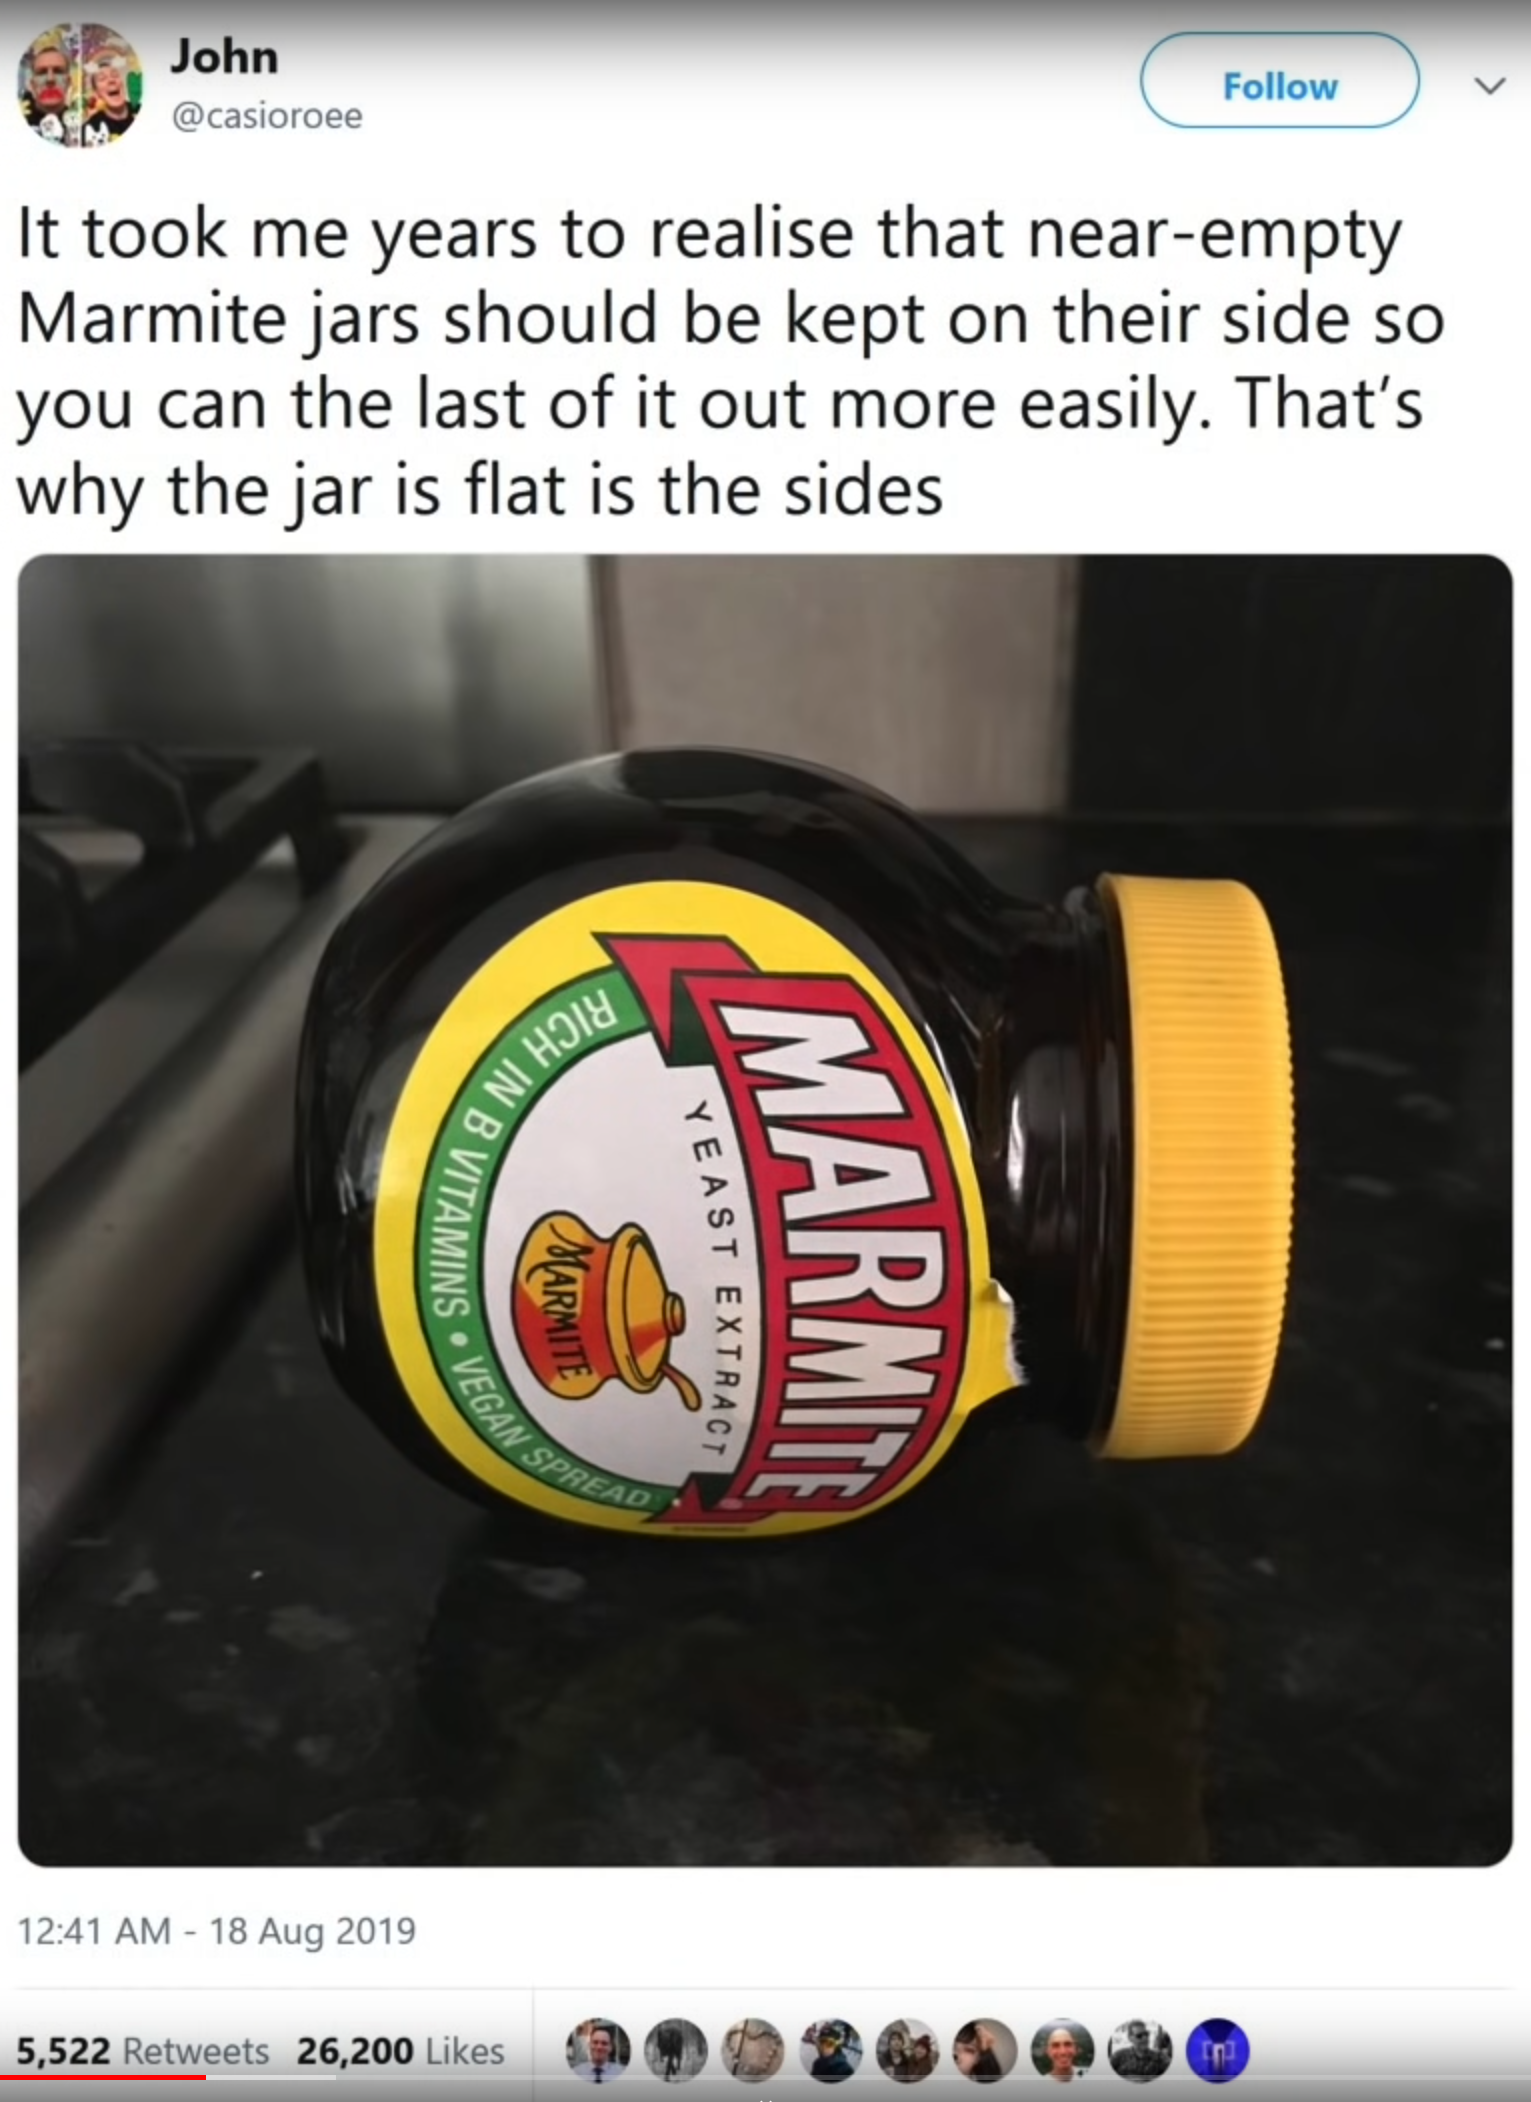 John
@casioroee
Follow
It took me years to realise that near-empty
Marmite jars should be kept on their side so
you can the last of it out more easily. That's
why the jar is flat is the sides
MARMITE
YEAST EXTRACT
MARMITE
RICH IN B VITAMINS • VEGAN SPREAD
12:41 AM - 18 Aug 2019
5,522 Retweets 26,200 Likes